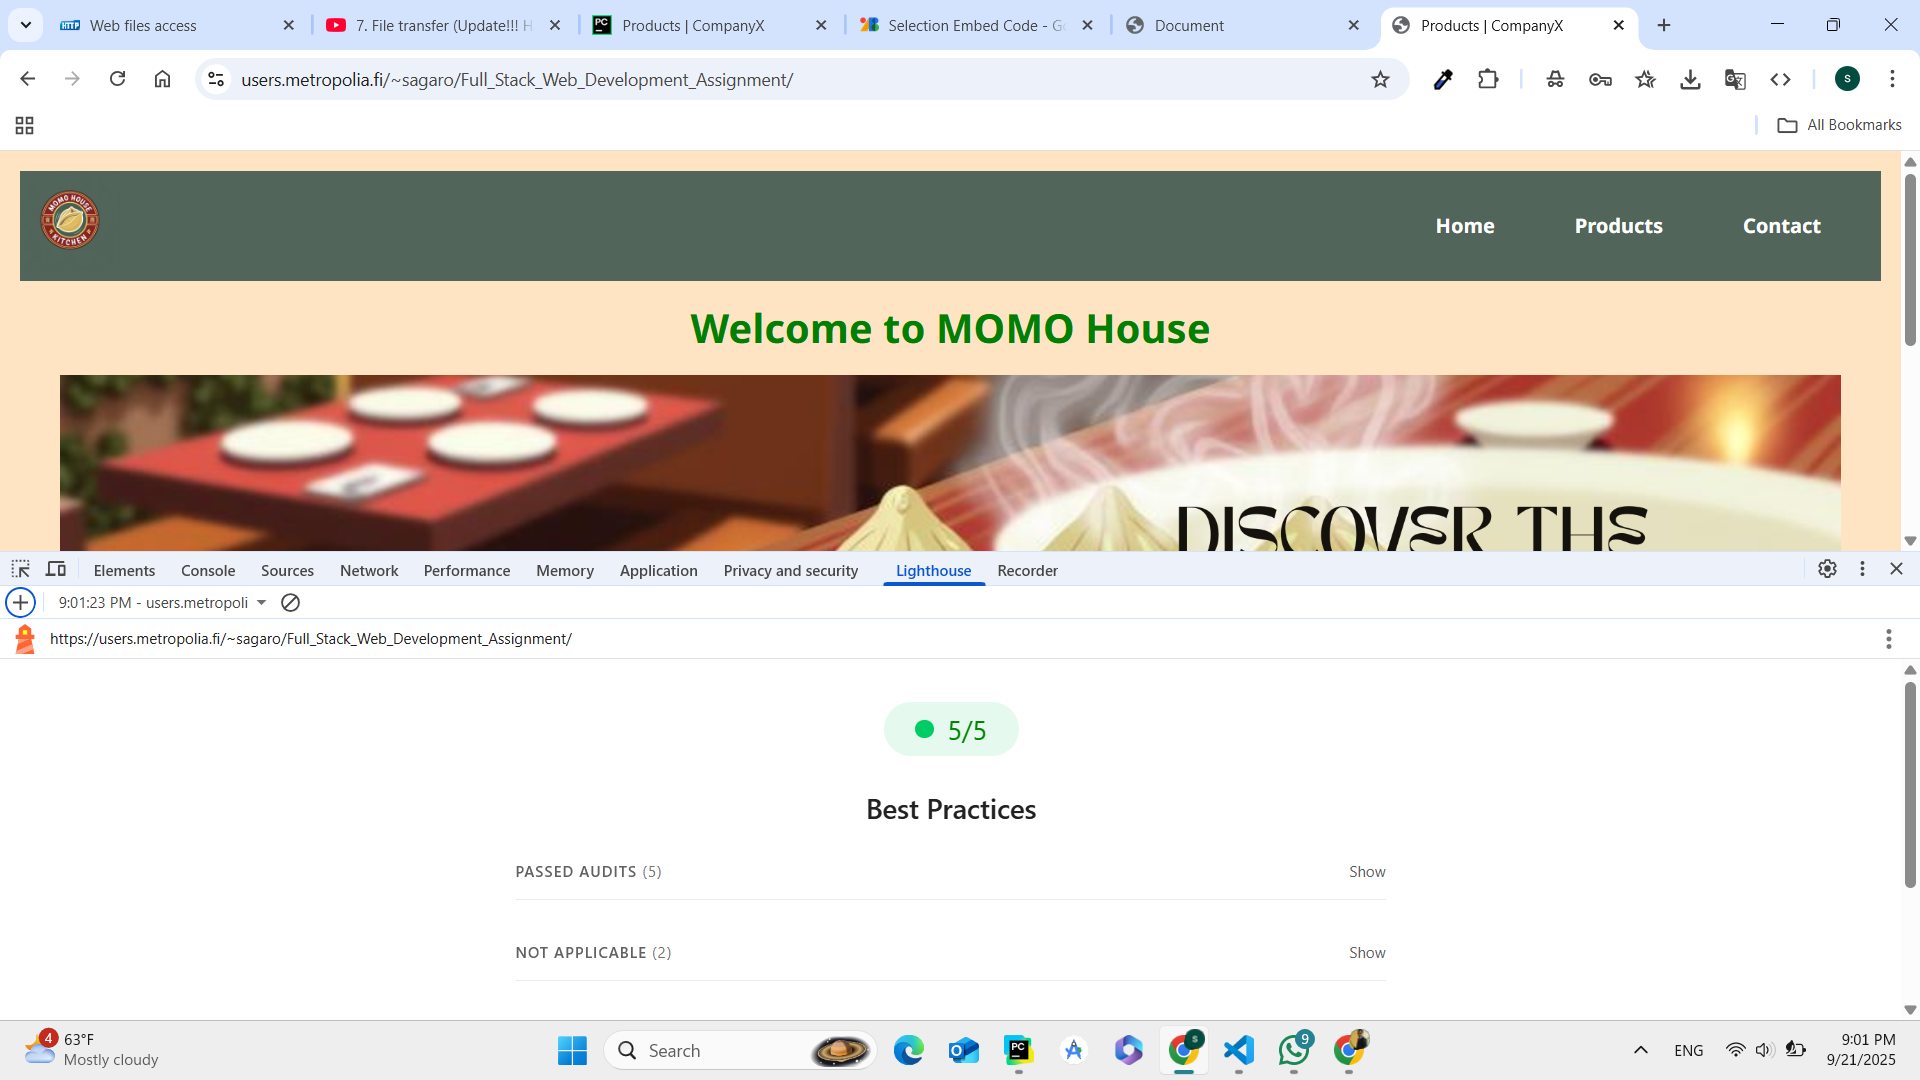 Web files access
7. File transfer (Update!!! H
Products | CompanyX
Selection Embed Code - Go
Document
Products | CompanyX
users.metropolia.fi/~sagaro/Full_Stack_Web_Development_Assignment/
S
All Bookmarks
MOMO HOUSE
KITCHEN
Home
Products
Contact
Welcome to MOMO House
DISCOVER THE
Elements
Console
Sources
Network
Performance
Memory
Application
Privacy and security
Lighthouse
Recorder
9:01:23 PM - users.metropoli
https://users.metropolia.fi/~sagaro/Full_Stack_Web_Development_Assignment/
5/5
Best Practices
PASSED AUDITS (5)
Show
NOT APPLICABLE (2)
Show
4
63°F
Mostly cloudy
Search
PC
S
9
ENG
9:01 PM
9/21/2025